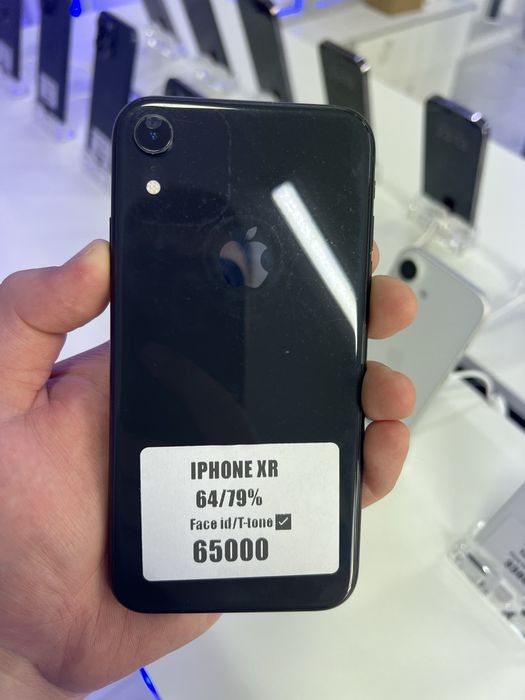 IPHONE XR
64/79%
Face id/T-tone ☑
65000